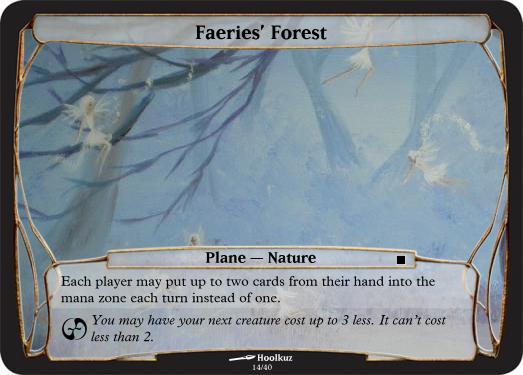 Faeries' Forest
Plane — Nature
Each player may put up to two cards from their hand into the
mana zone each turn instead of one.
You may have your next creature cost up to 3 less. It can't cost
less than 2.
Hoolkuz
14/40